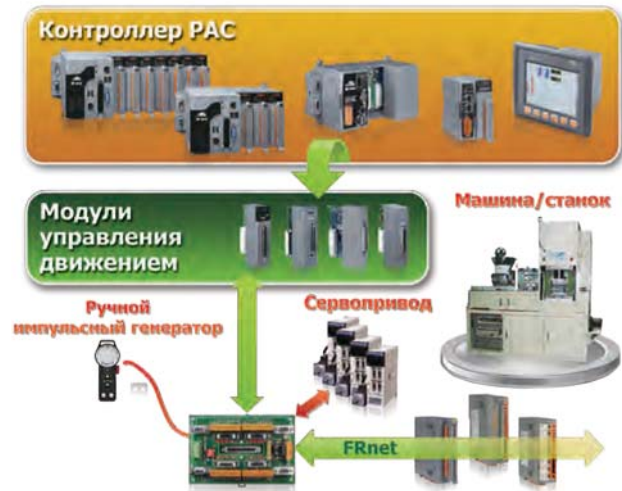 Контроллер PAC
Модули
управления
движением
Машина/станок
Ручной
импульсный генератор
Сервопривод
FRnet